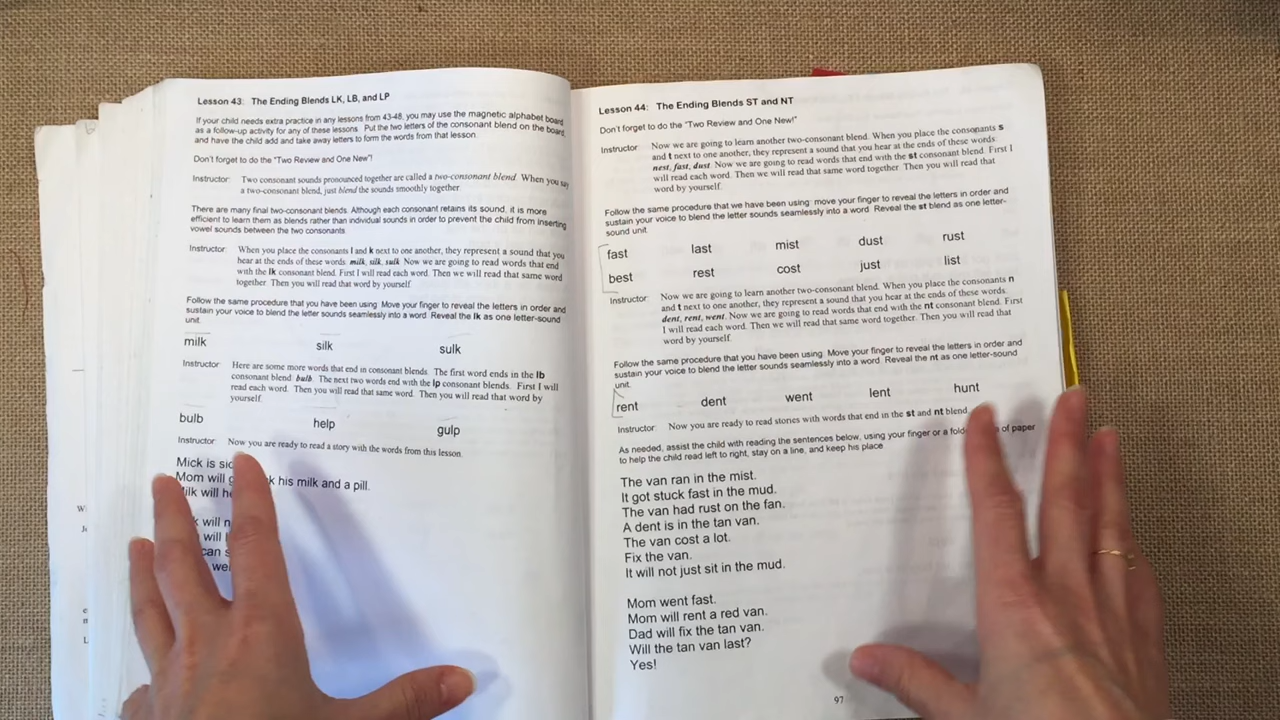 Lesson 43: The Ending Blends LK, LB, and LP
If your child needs extra practice in any lessons from 43-48, you may use the magnetic alphabet board
as a follow-up activity for any of these lessons. Put the two letters of the consonant blend on the board
and have the child add and take away letters to form the words from that lesson.
Don't forget to do the "Two Review and One New"!
Instructor: Two consonant sounds pronounced together are called a two-consonant blend. When you say
a two-consonant blend, just blend the sounds smoothly together.
There are many final two-consonant blends. Although each consonant retains its sound, it is more
efficient to learn them as blends rather than individual sounds in order to prevent the child from inserting
vowel sounds between the two consonants.
Instructor: When you place the consonants l and k next to one another, they represent a sound that you
hear at the ends of these words: milk, silk, sulk. Now we are going to read words that end
with the lk consonant blend. First I will read each word. Then we will read that same word
together. Then you will read that word by yourself.
Follow the same procedure that you have been using: Move your finger to reveal the letters in order and
sustain your voice to blend the letter sounds seamlessly into a word. Reveal the lk as one letter-sound
unit.
milk silk sulk
Instructor: Here are some more words that end in consonant blends. The first word ends in the lb
consonant blend: bulb. The next two words end with the lp consonant blends. First I will
read each word. Then you will read that same word. Then you will read that word by
yourself.
bulb help gulp
Instructor: Now you are ready to read a story with the words from this lesson.
Mick is
Mom will his milk and a pill.
will
will
will
can
Lesson 44: The Ending Blends ST and NT
Don't forget to do the "Two Review and One New!"
Instructor: Now we are going to learn another two-consonant blend. When you place the consonants s
and t next to one another, they represent a sound that you hear at the ends of these words:
nest, fast, dust. Now we are going to read words that end with the st consonant blend. First I
will read each word. Then we will read that same word together. Then you will read that
word by yourself.
Follow the same procedure that we have been using: move your finger to reveal the letters in order and
sustain your voice to blend the letter sounds seamlessly into a word. Reveal the st blend as one letter-
sound unit.
fast last mist dust rust
best rest cost just list
Instructor: Now we are going to learn another two-consonant blend. When you place the consonants n
and t next to one another, they represent a sound that you hear at the ends of these words:
dent, rent, went. Now we are going to read words that end with the nt consonant blend. First
I will read each word. Then we will read that same word together. Then you will read that
word by yourself.
Follow the same procedure that you have been using: Move your finger to reveal the letters in order and
sustain your voice to blend the letter sounds seamlessly into a word. Reveal the nt as one letter-sound
unit.
rent dent went lent hunt
Instructor: Now you are ready to read stories with words that end in the st and nt blend.
As needed, assist the child with reading the sentences below, using your finger or a of paper
to help the child read left to right, stay on a line, and keep his place.
The van ran in the mist.
It got stuck fast in the mud.
The van had rust on the fan.
A dent is in the tan van.
The van cost a lot.
Fix the van.
It will not just sit in the mud.
Mom went fast.
Mom will rent a red van.
Dad will fix the tan van.
Will the tan van last?
Yes!
97